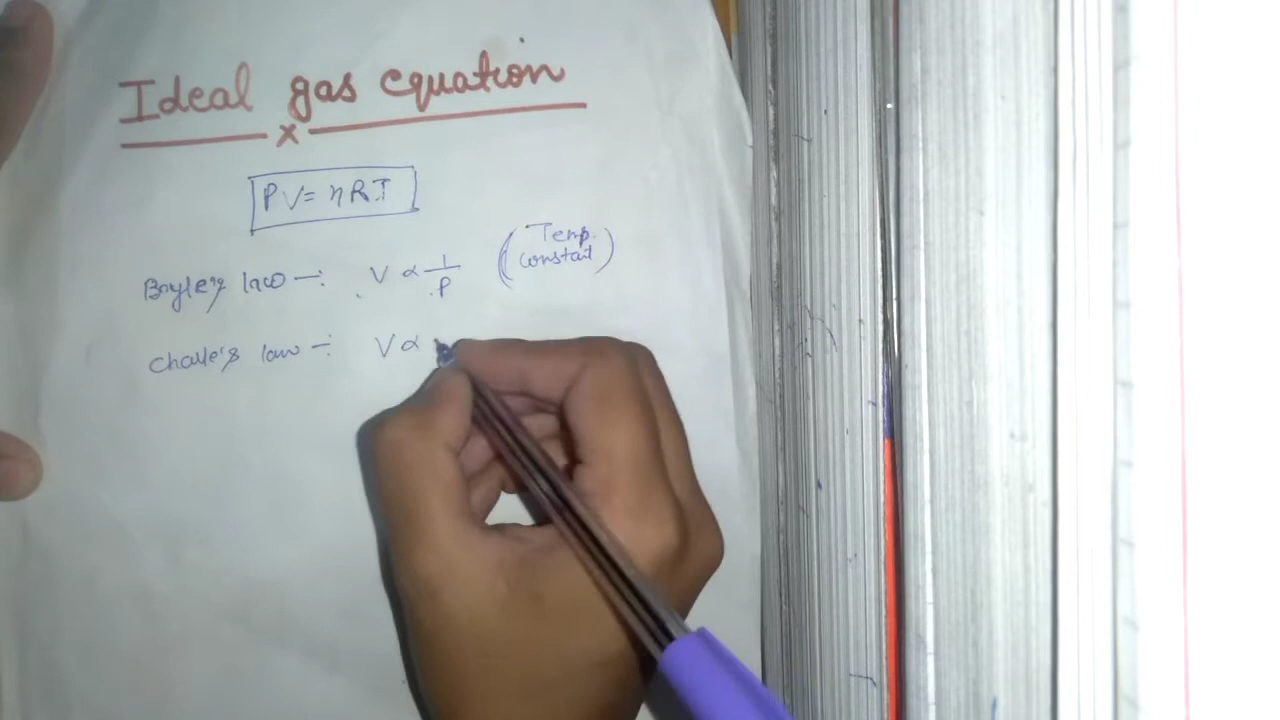 Ideal gas equation
x
PV = nRT
Boyle's law -: V ∝ 1/P (Temp. constant)
Charle's law -: V ∝